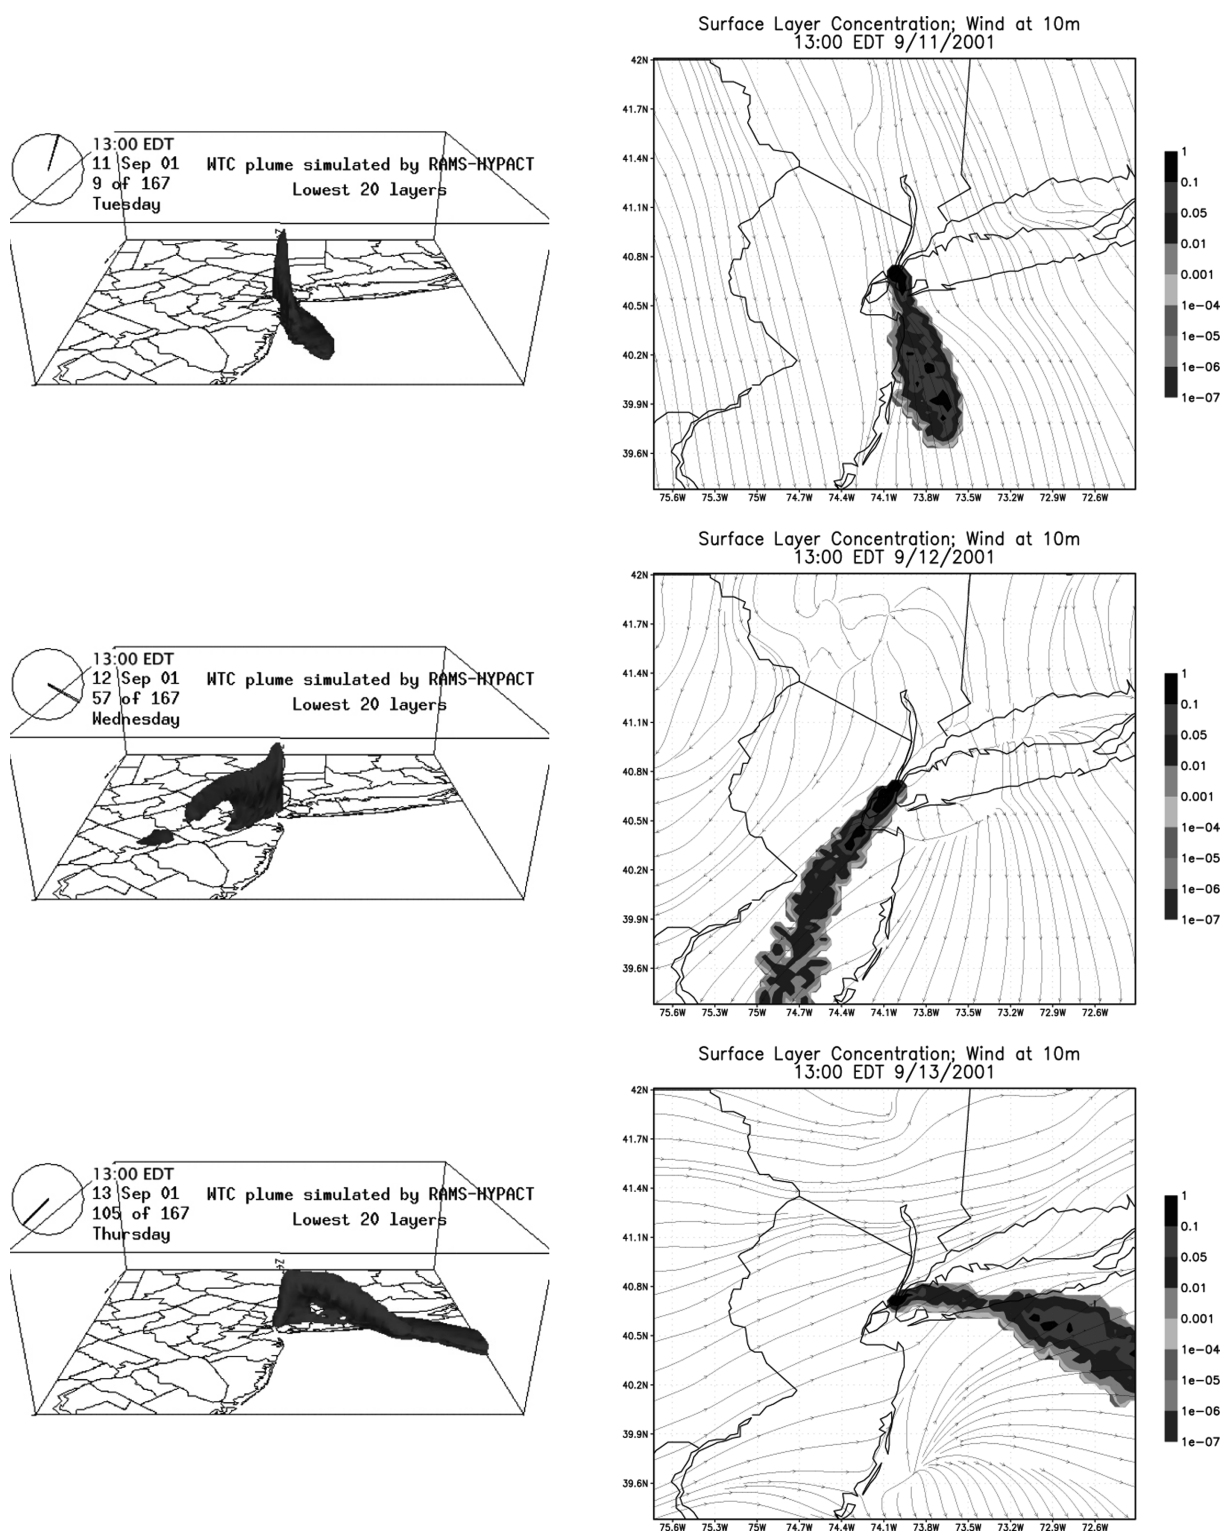 Surface Layer Concentration; Wind at 10m
13:00 EDT 9/11/2001
13:00 EDT
11 Sep 01
9 of 167
Tuesday
WTC plume simulated by RAMS-HYPACT
Lowest 20 layers
42N
41.7N
41.4N
41.1N
40.8N
40.5N
40.2N
39.9N
39.6N
75.6W 75.3W 75W 74.7W 74.4W 74.1W 73.8W 73.5W 73.2W 72.9W 72.6W
1
0.1
0.05
0.01
0.001
1e-04
1e-05
1e-06
1e-07
Surface Layer Concentration; Wind at 10m
13:00 EDT 9/12/2001
13:00 EDT
12 Sep 01
57 of 167
Wednesday
WTC plume simulated by RAMS-HYPACT
Lowest 20 layers
42N
41.7N
41.4N
41.1N
40.8N
40.5N
40.2N
39.9N
39.6N
75.6W 75.3W 75W 74.7W 74.4W 74.1W 73.8W 73.5W 73.2W 72.9W 72.6W
1
0.1
0.05
0.01
0.001
1e-04
1e-05
1e-06
1e-07
Surface Layer Concentration; Wind at 10m
13:00 EDT 9/13/2001
13:00 EDT
13 Sep 01
105 of 167
Thursday
WTC plume simulated by RAMS-HYPACT
Lowest 20 layers
42N
41.7N
41.4N
41.1N
40.8N
40.5N
40.2N
39.9N
39.6N
75.6W 75.3W 75W 74.7W 74.4W 74.1W 73.8W 73.5W 73.2W 72.9W 72.6W
1
0.1
0.05
0.01
0.001
1e-04
1e-05
1e-06
1e-07